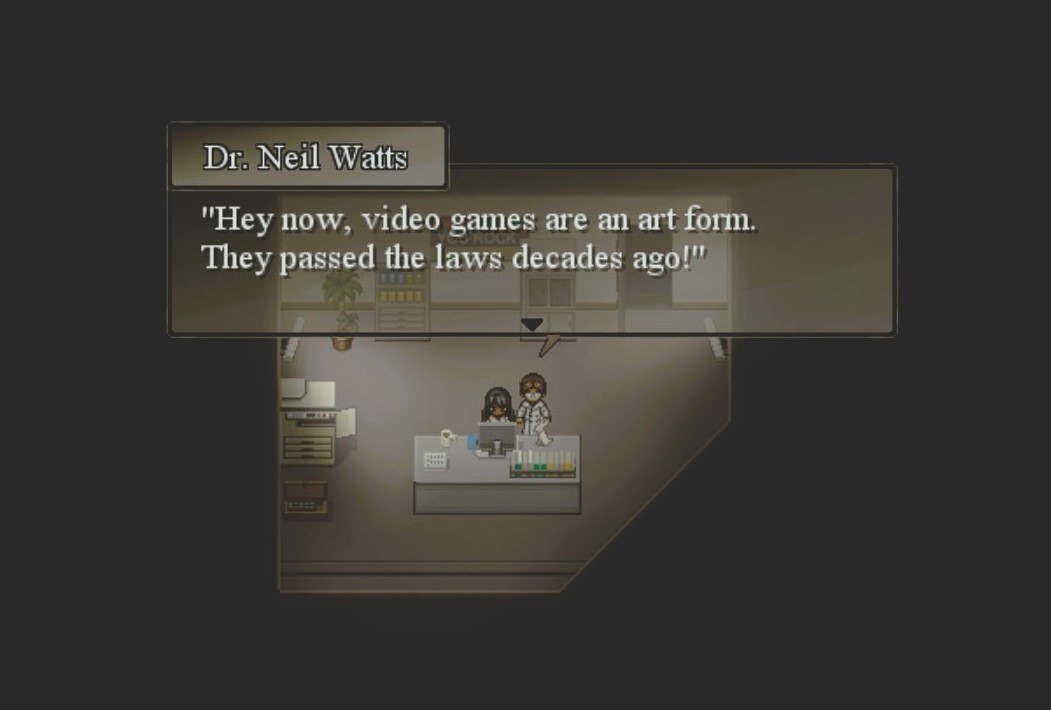 Dr. Neil Watts
"Hey now, video games are an art form.
They passed the laws decades ago!"